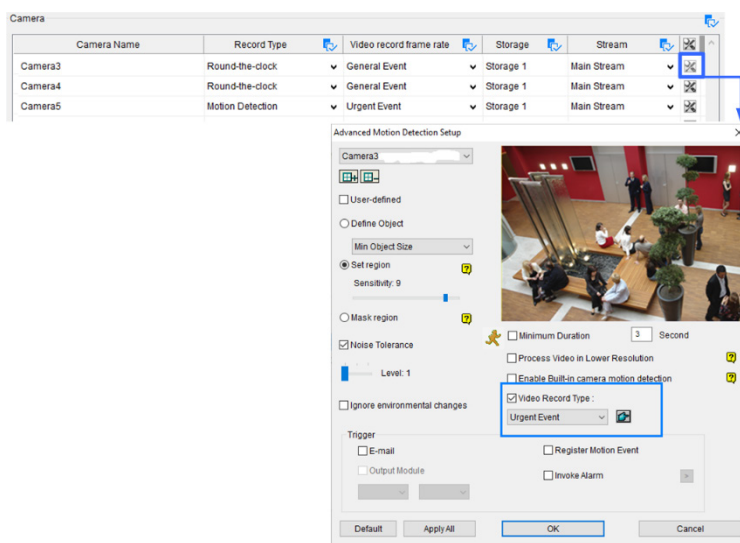 Camera
Camera Name Record Type Video record frame rate Storage Stream
Camera3 Round-the-clock General Event Storage 1 Main Stream
Camera4 Round-the-clock General Event Storage 1 Main Stream
Camera5 Motion Detection Urgent Event Storage 1 Main Stream
Advanced Motion Detection Setup
Camera3
User-defined
Define Object
Min Object Size
Set region
Sensitivity: 9
Mask region
Noise Tolerance
Level: 1
Ignore environmental changes
Minimum Duration 3 Second
Process Video in Lower Resolution
Enable Built-in camera motion detection
Video Record Type :
Urgent Event
Trigger
E-mail Register Motion Event
Output Module Invoke Alarm
Default Apply All OK Cancel